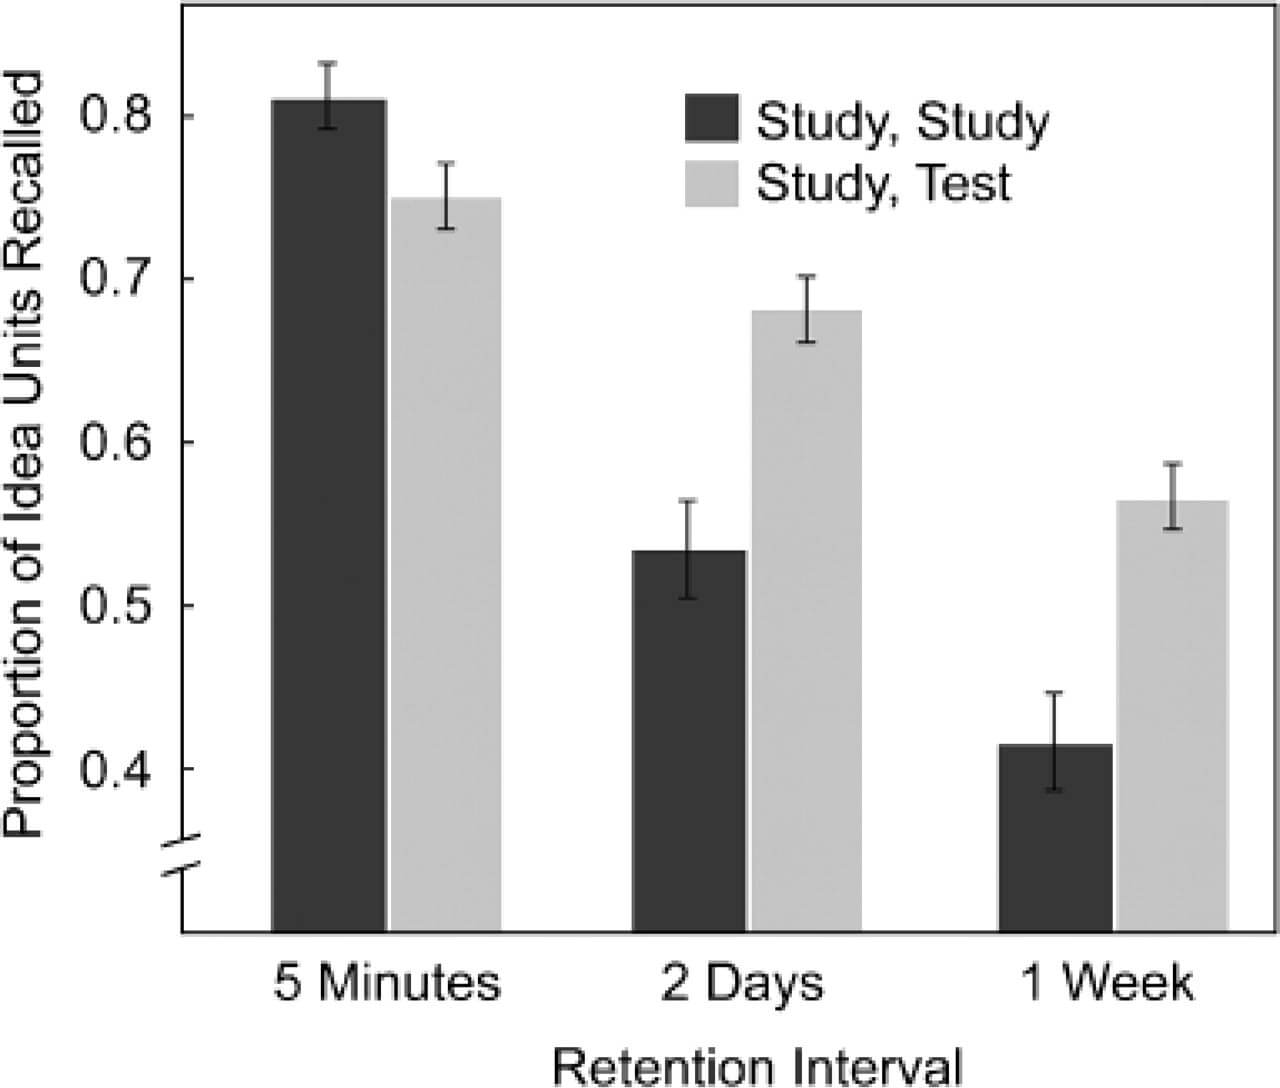 Proportion of Idea Units Recalled
0.8
0.7
0.6
0.5
0.4
Study, Study
Study, Test
5 Minutes
2 Days
1 Week
Retention Interval